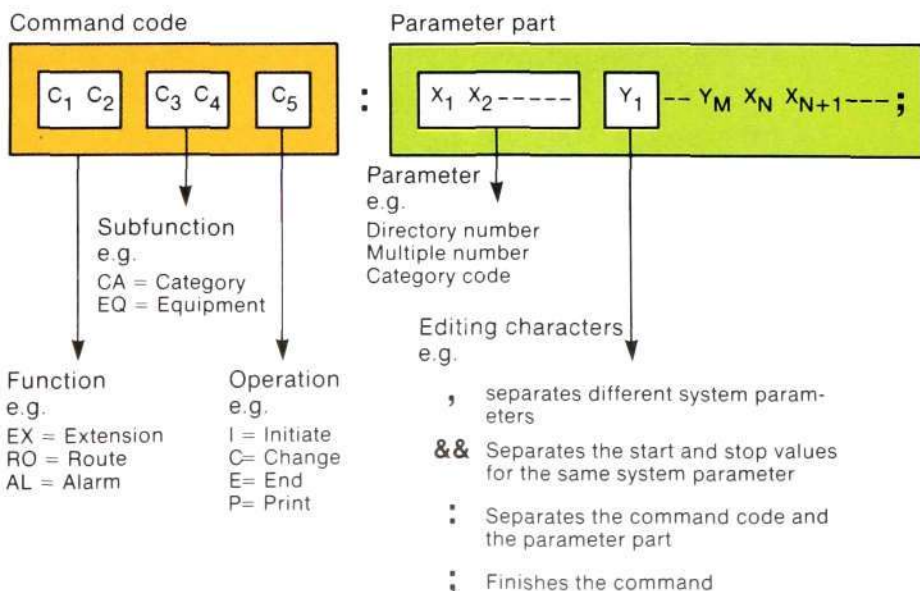 Command code
Parameter part
C1 C2
C3 C4
C5
:
X1 X2 -----
Y1
-- YM XN XN+1 --- ;
Subfunction
e.g.
CA = Category
EQ = Equipment
Parameter
e.g.
Directory number
Multiple number
Category code
Function
e.g.
EX = Extension
RO = Route
AL = Alarm
Operation
e.g.
I = Initiate
C= Change
E= End
P= Print
Editing characters
e.g.
, separates different system param-
eters
&& Separates the start and stop values
for the same system parameter
: Separates the command code and
the parameter part
; Finishes the command